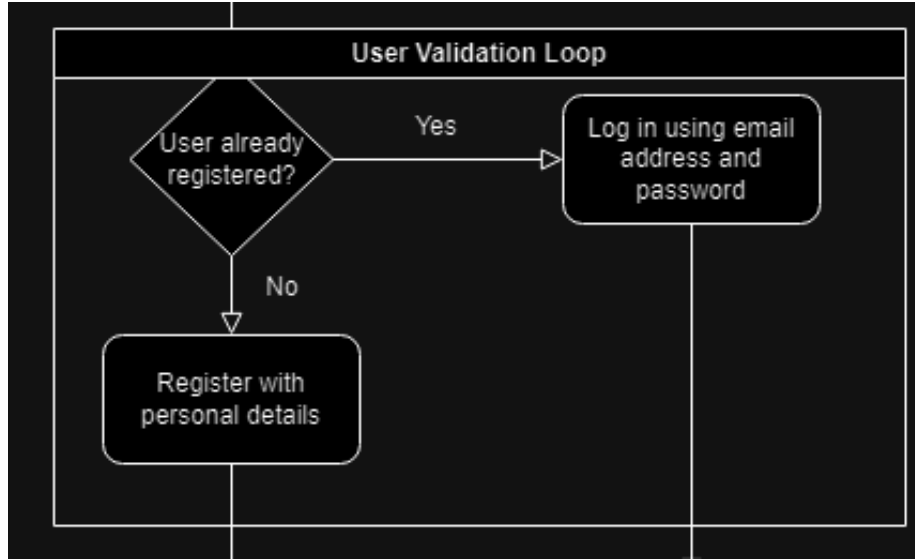 User Validation Loop
User already
registered?
Yes
Log in using email
address and
password
No
Register with
personal details